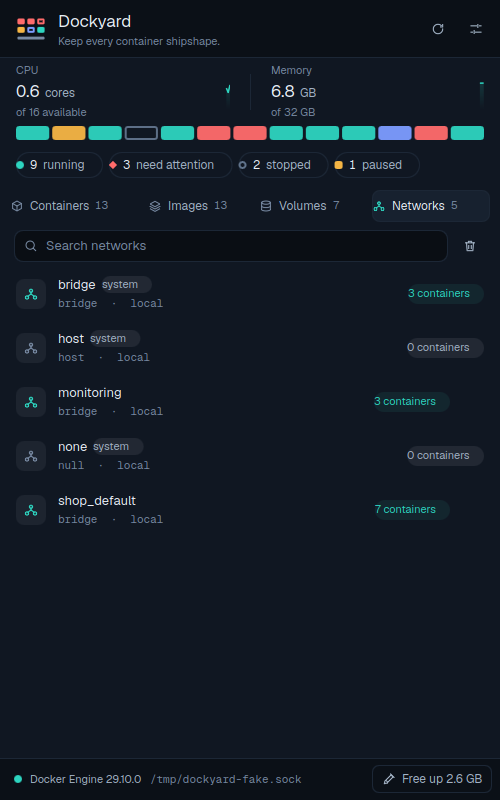 Dockyard
Keep every container shipshape.
CPU
0.6 cores
of 16 available
Memory
6.8 GB
of 32 GB
9 running
3 need attention
2 stopped
1 paused
Containers 13
Images 13
Volumes 7
Networks 5
Search networks
bridge system
bridge · local
3 containers
host system
host · local
0 containers
monitoring
bridge · local
3 containers
none system
null · local
0 containers
shop_default
bridge · local
7 containers
Docker Engine 29.10.0 /tmp/dockyard-fake.sock
Free up 2.6 GB